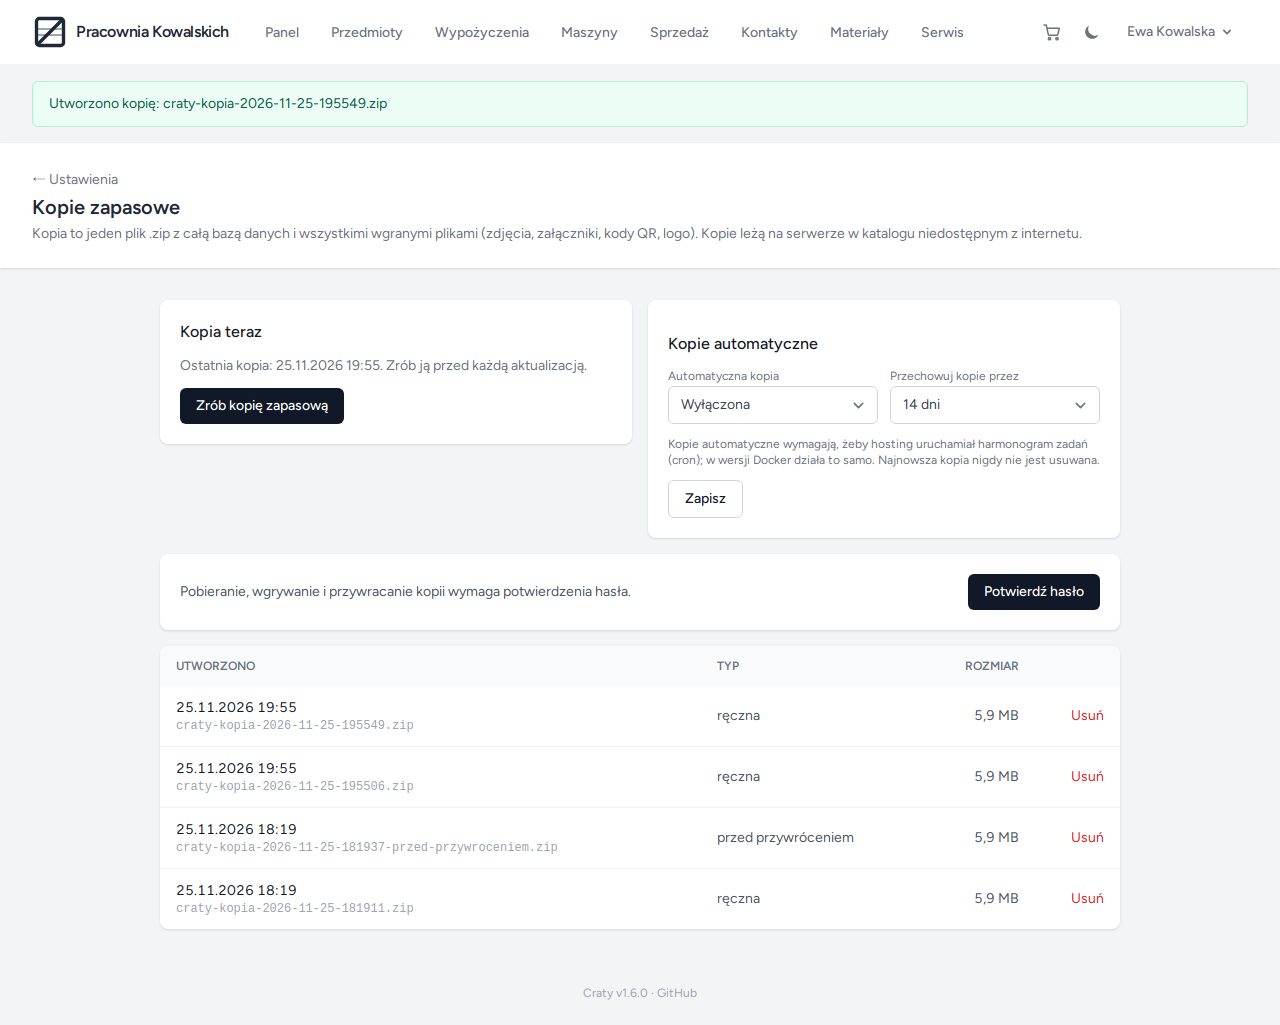 Pracownia Kowalskich
Panel
Przedmioty
Wypożyczenia
Maszyny
Sprzedaż
Kontakty
Materiały
Serwis
Ewa Kowalska
Utworzono kopię: craty-kopia-2026-11-25-195549.zip
← Ustawienia
Kopie zapasowe
Kopia to jeden plik .zip z całą bazą danych i wszystkimi wgranymi plikami (zdjęcia, załączniki, kody QR, logo). Kopie leżą na serwerze w katalogu niedostępnym z internetu.
Kopia teraz
Ostatnia kopia: 25.11.2026 19:55. Zrób ją przed każdą aktualizacją.
Zrób kopię zapasową
Kopie automatyczne
Automatyczna kopia
Przechowuj kopie przez
Wyłączona
14 dni
Kopie automatyczne wymagają, żeby hosting uruchamiał harmonogram zadań
(cron); w wersji Docker działa to samo. Najnowsza kopia nigdy nie jest usuwana.
Zapisz
Pobieranie, wgrywanie i przywracanie kopii wymaga potwierdzenia hasła.
Potwierdź hasło
UTWORZONO TYP ROZMIAR
25.11.2026 19:55
craty-kopia-2026-11-25-195549.zip
ręczna
5,9 MB
Usuń
25.11.2026 19:55
craty-kopia-2026-11-25-195506.zip
ręczna
5,9 MB
Usuń
25.11.2026 18:19
craty-kopia-2026-11-25-181937-przed-przywroceniem.zip
przed przywróceniem
5,9 MB
Usuń
25.11.2026 18:19
craty-kopia-2026-11-25-181911.zip
ręczna
5,9 MB
Usuń
Craty v1.6.0 · GitHub